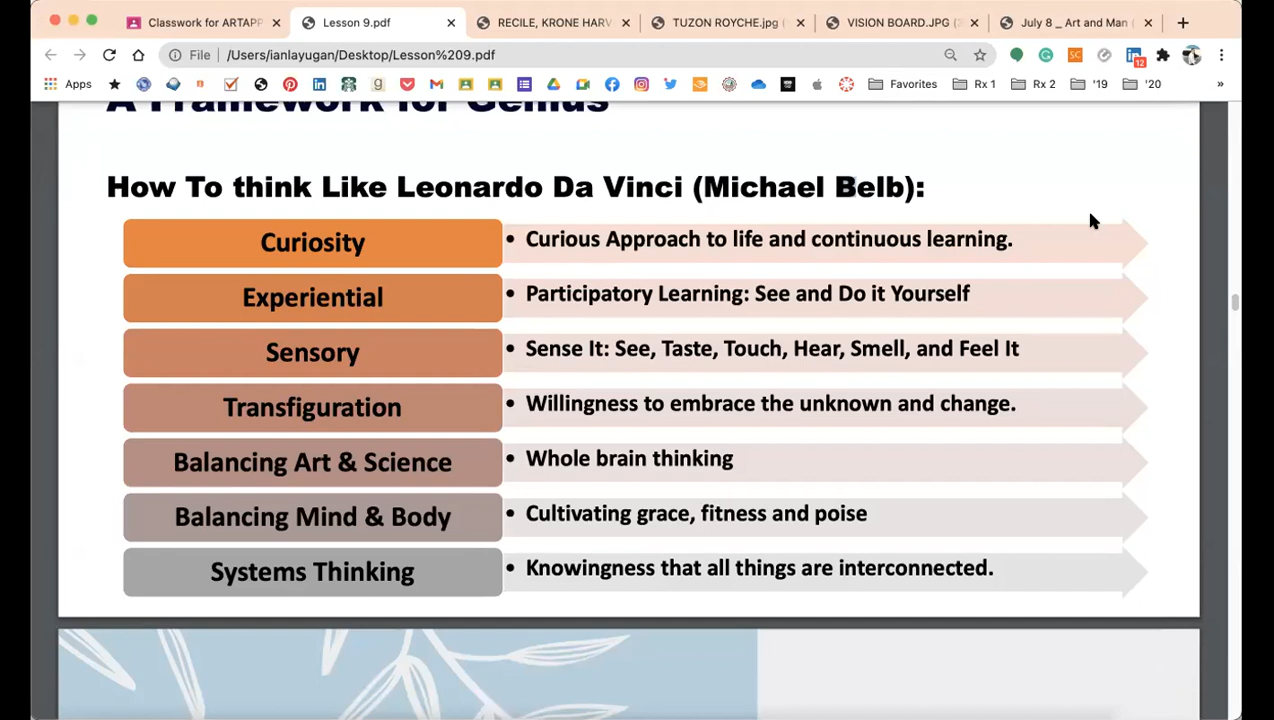 Classwork for ARTAPP
Lesson 9.pdf
RECILE, KRONE HARV
TUZON ROYCHE.jpg (
VISION BOARD.JPG (3
July 8 _ Art and Man (
File
/Users/ianlayugan/Desktop/Lesson%209.pdf
12
Apps
Favorites
Rx 1
Rx 2
'19
'20
»
A Framework for Genius
How To think Like Leonardo Da Vinci (Michael Belb):
Curiosity
• Curious Approach to life and continuous learning.
Experiential
• Participatory Learning: See and Do it Yourself
Sensory
• Sense It: See, Taste, Touch, Hear, Smell, and Feel It
Transfiguration
• Willingness to embrace the unknown and change.
Balancing Art & Science
• Whole brain thinking
Balancing Mind & Body
• Cultivating grace, fitness and poise
Systems Thinking
• Knowingness that all things are interconnected.